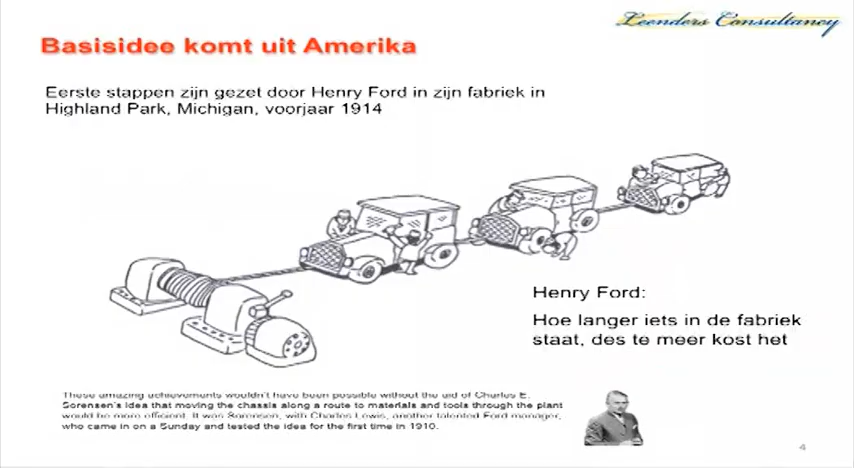 Leenders Consultancy
Basisidee komt uit Amerika
Eerste stappen zijn gezet door Henry Ford in zijn fabriek in
Highland Park, Michigan, voorjaar 1914
Henry Ford:
Hoe langer iets in de fabriek
staat, des te meer kost het
These amazing achievements wouldn't have been possible without the aid of Charles E.
Sorensen's idea that moving the chassis along a route to materials and tools through the plant
would be more efficient. It was Sorensen, with Charles Lewis, another talented Ford manager,
who came in on a Sunday and tested the idea for the first time in 1910.
4